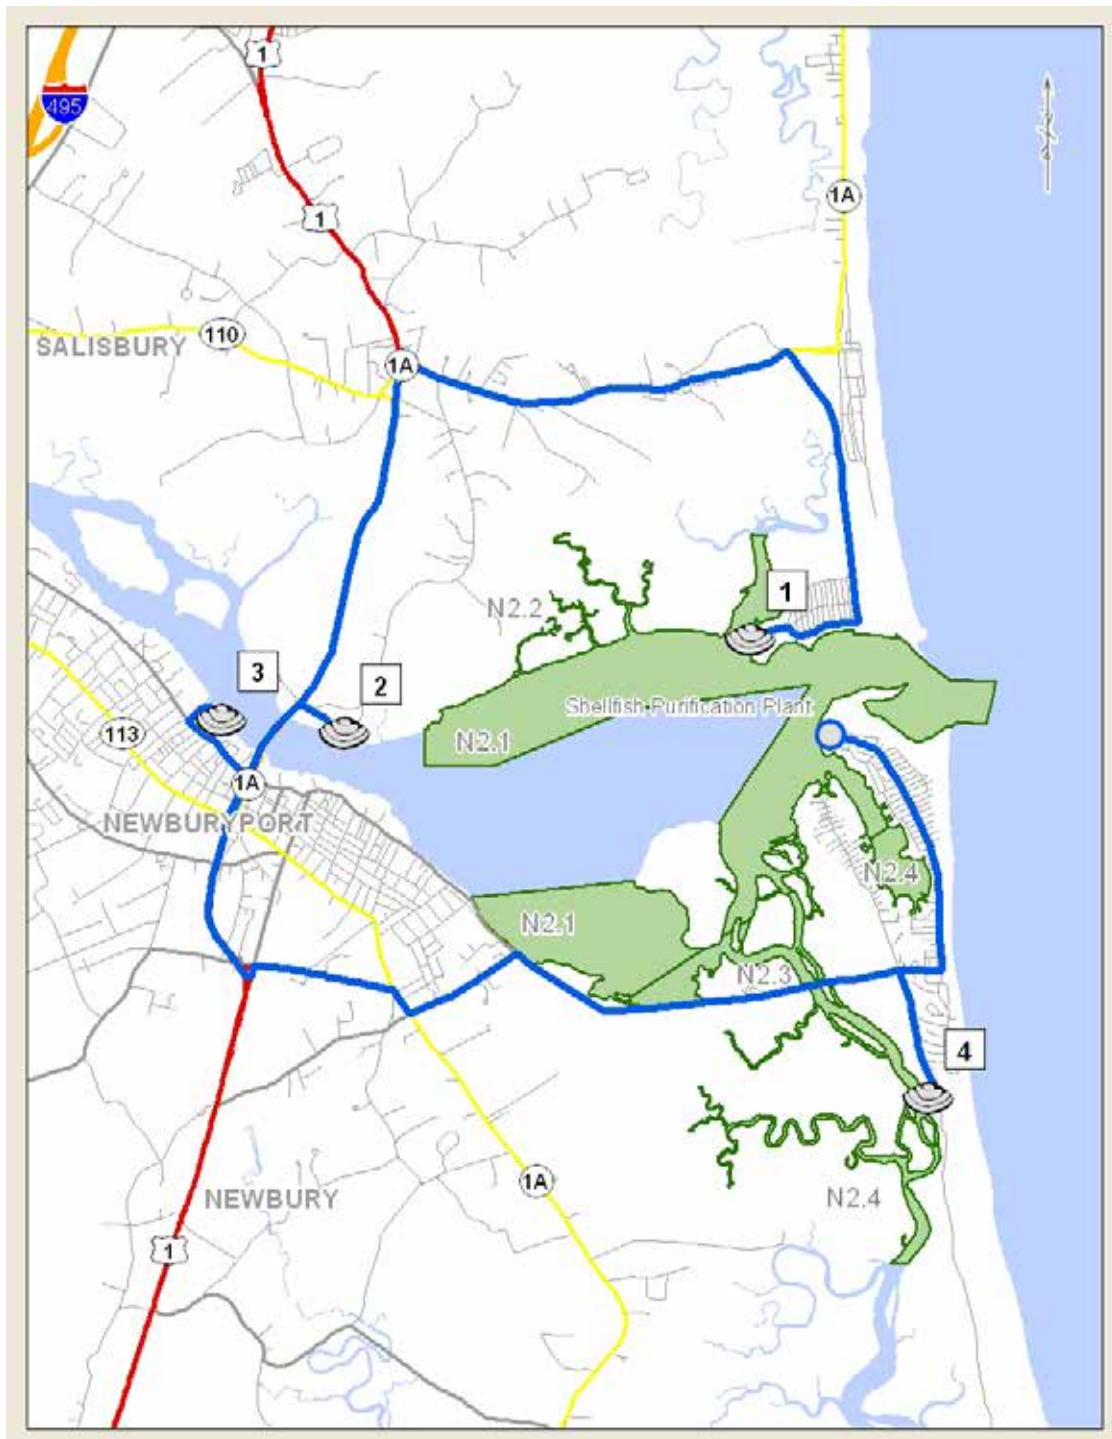 1
495
1
1A
110
SALISBURY
1A
1
N2.2
3
2
Shellfish Purification Plant
N2.1
113
1A
NEWBURYPORT
N2.4
N2.1
N2.3
4
1A
NEWBURY
N2.4
1